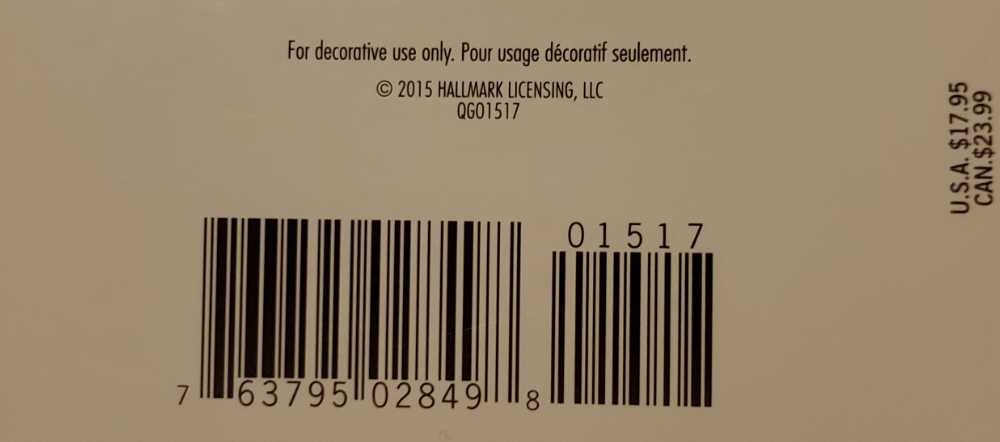 For decorative use only. Pour usage décoratif seulement.
© 2015 HALLMARK LICENSING, LLC
QGO1517
U.S.A. $17.95
CAN.$23.99
01517
7 63795 02849 8